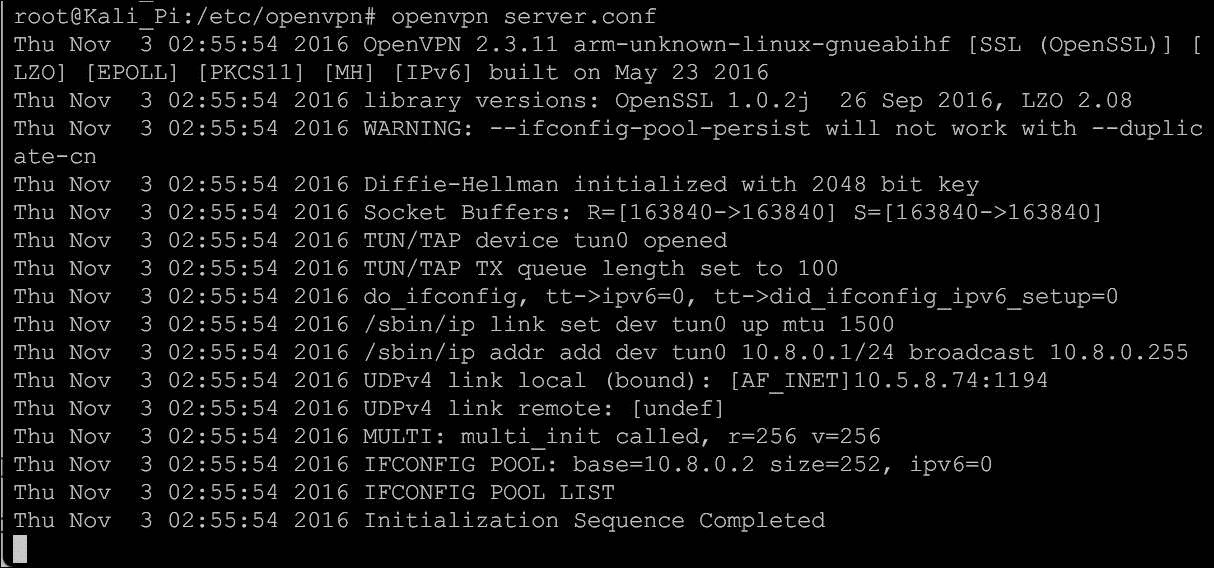 root@Kali_Pi:/etc/openvpn# openvpn server.conf
Thu Nov  3 02:55:54 2016 OpenVPN 2.3.11 arm-unknown-linux-gnueabihf [SSL (OpenSSL)] [
LZO] [EPOLL] [PKCS11] [MH] [IPv6] built on May 23 2016
Thu Nov  3 02:55:54 2016 library versions: OpenSSL 1.0.2j  26 Sep 2016, LZO 2.08
Thu Nov  3 02:55:54 2016 WARNING: --ifconfig-pool-persist will not work with --duplic
ate-cn
Thu Nov  3 02:55:54 2016 Diffie-Hellman initialized with 2048 bit key
Thu Nov  3 02:55:54 2016 Socket Buffers: R=[163840->163840] S=[163840->163840]
Thu Nov  3 02:55:54 2016 TUN/TAP device tun0 opened
Thu Nov  3 02:55:54 2016 TUN/TAP TX queue length set to 100
Thu Nov  3 02:55:54 2016 do_ifconfig, tt->ipv6=0, tt->did_ifconfig_ipv6_setup=0
Thu Nov  3 02:55:54 2016 /sbin/ip link set dev tun0 up mtu 1500
Thu Nov  3 02:55:54 2016 /sbin/ip addr add dev tun0 10.8.0.1/24 broadcast 10.8.0.255
Thu Nov  3 02:55:54 2016 UDPv4 link local (bound): [AF_INET]10.5.8.74:1194
Thu Nov  3 02:55:54 2016 UDPv4 link remote: [undef]
Thu Nov  3 02:55:54 2016 MULTI: multi_init called, r=256 v=256
Thu Nov  3 02:55:54 2016 IFCONFIG POOL: base=10.8.0.2 size=252, ipv6=0
Thu Nov  3 02:55:54 2016 IFCONFIG POOL LIST
Thu Nov  3 02:55:54 2016 Initialization Sequence Completed